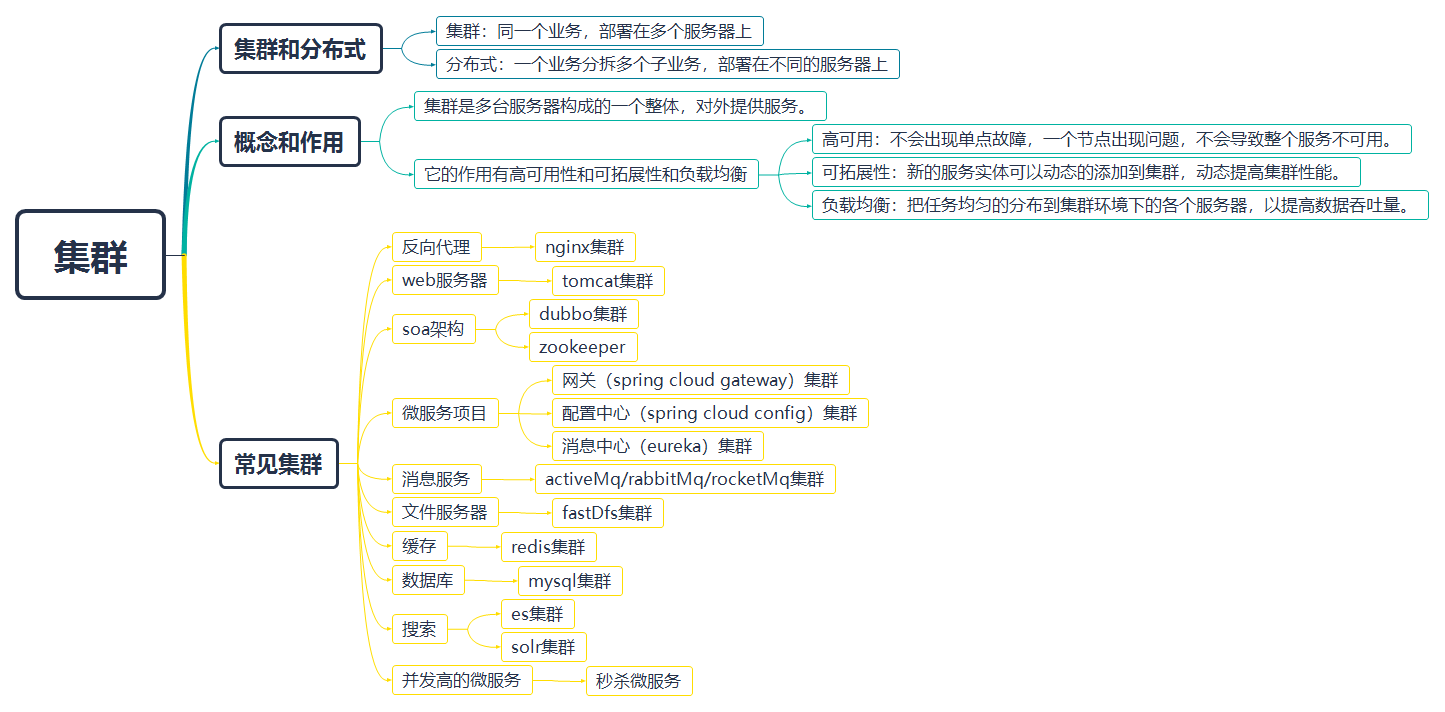 集群
集群和分布式
集群：同一个业务，部署在多个服务器上
分布式：一个业务分拆多个子业务，部署在不同的服务器上
概念和作用
集群是多台服务器构成的一个整体，对外提供服务。
它的作用有高可用性和可拓展性和负载均衡
高可用：不会出现单点故障，一个节点出现问题，不会导致整个服务不可用。
可拓展性：新的服务实体可以动态的添加到集群，动态提高集群性能。
负载均衡：把任务均匀的分布到集群环境下的各个服务器，以提高数据吞吐量。
常见集群
反向代理
nginx集群
web服务器
tomcat集群
soa架构
dubbo集群
zookeeper
微服务项目
网关（spring cloud gateway）集群
配置中心（spring cloud config）集群
消息中心（eureka）集群
消息服务
activeMq/rabbitMq/rocketMq集群
文件服务器
fastDfs集群
缓存
redis集群
数据库
mysql集群
搜索
es集群
solr集群
并发高的微服务
秒杀微服务